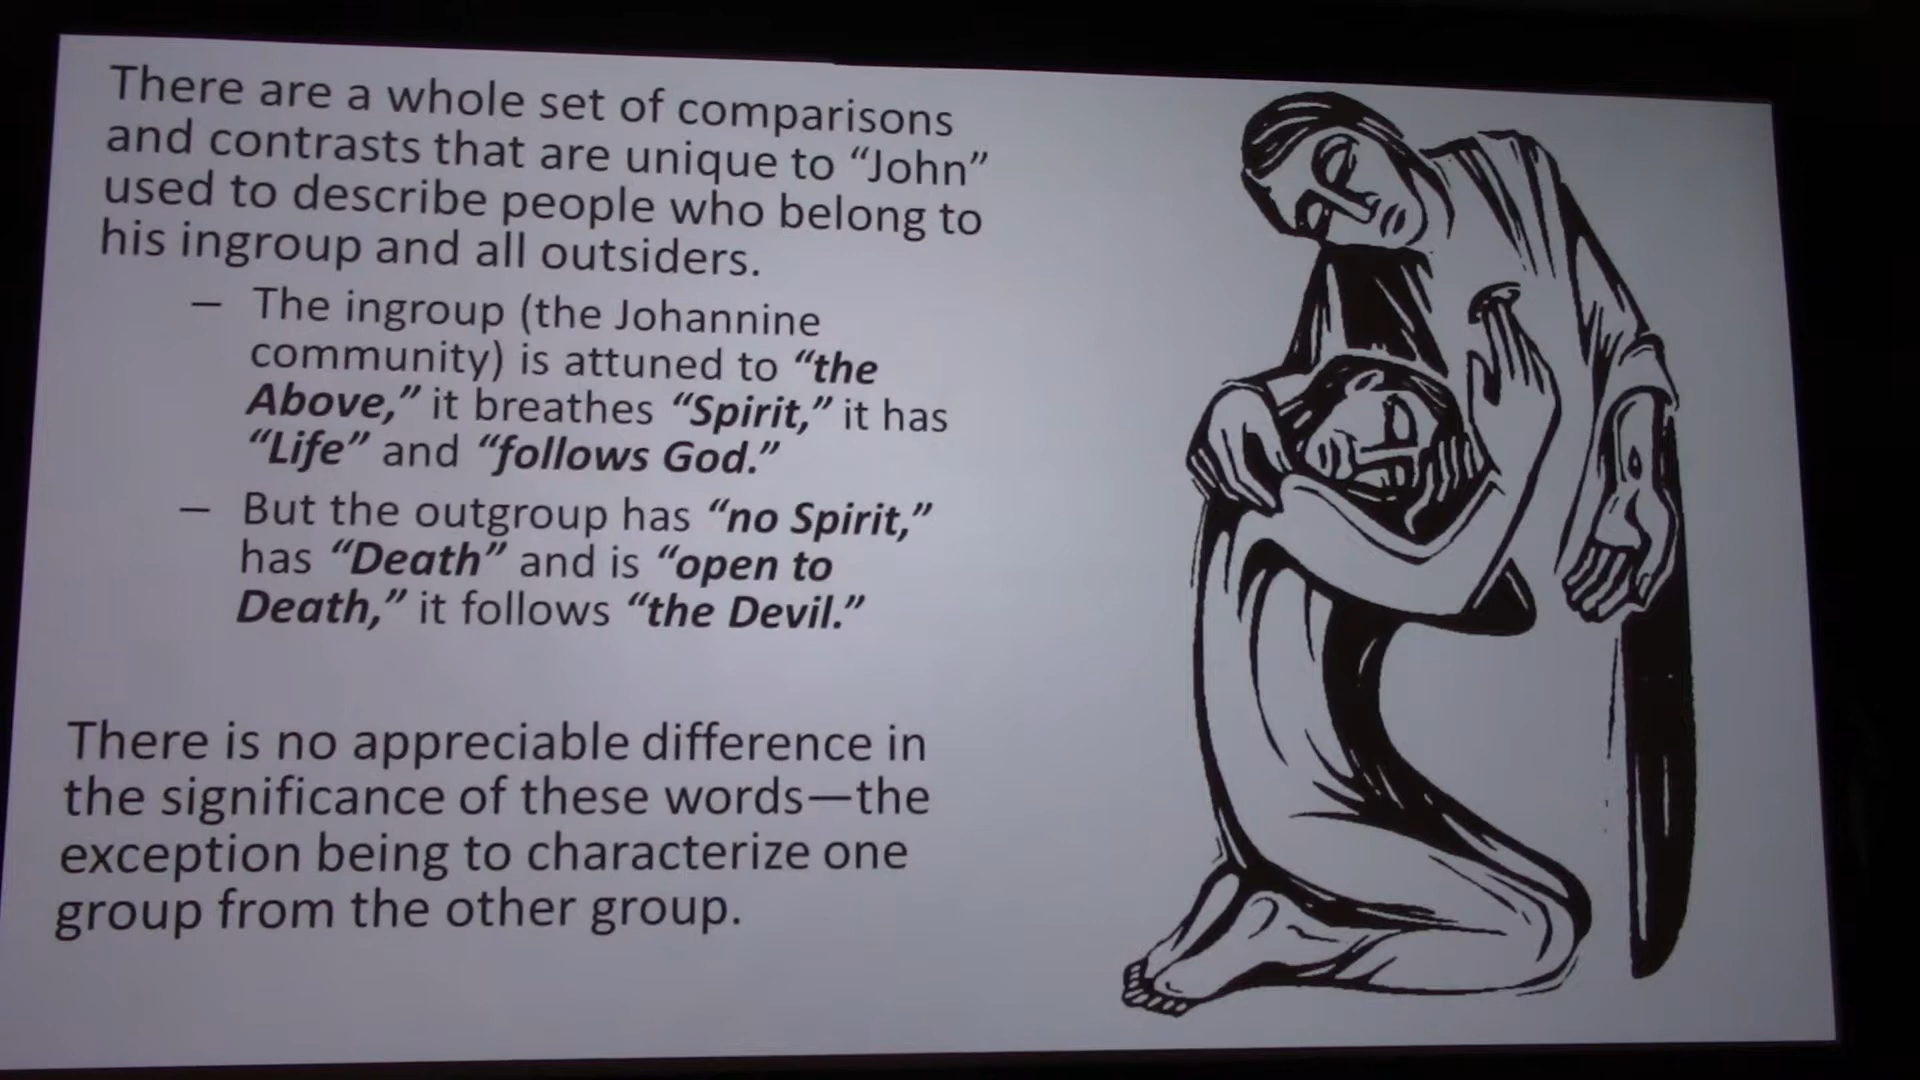 There are a whole set of comparisons
and contrasts that are unique to “John”
used to describe people who belong to
his ingroup and all outsiders.
– The ingroup (the Johannine
community) is attuned to “the
Above,” it breathes “Spirit,” it has
“Life” and “follows God.”
– But the outgroup has “no Spirit,”
has “Death” and is “open to
Death,” it follows “the Devil.”
There is no appreciable difference in
the significance of these words—the
exception being to characterize one
group from the other group.